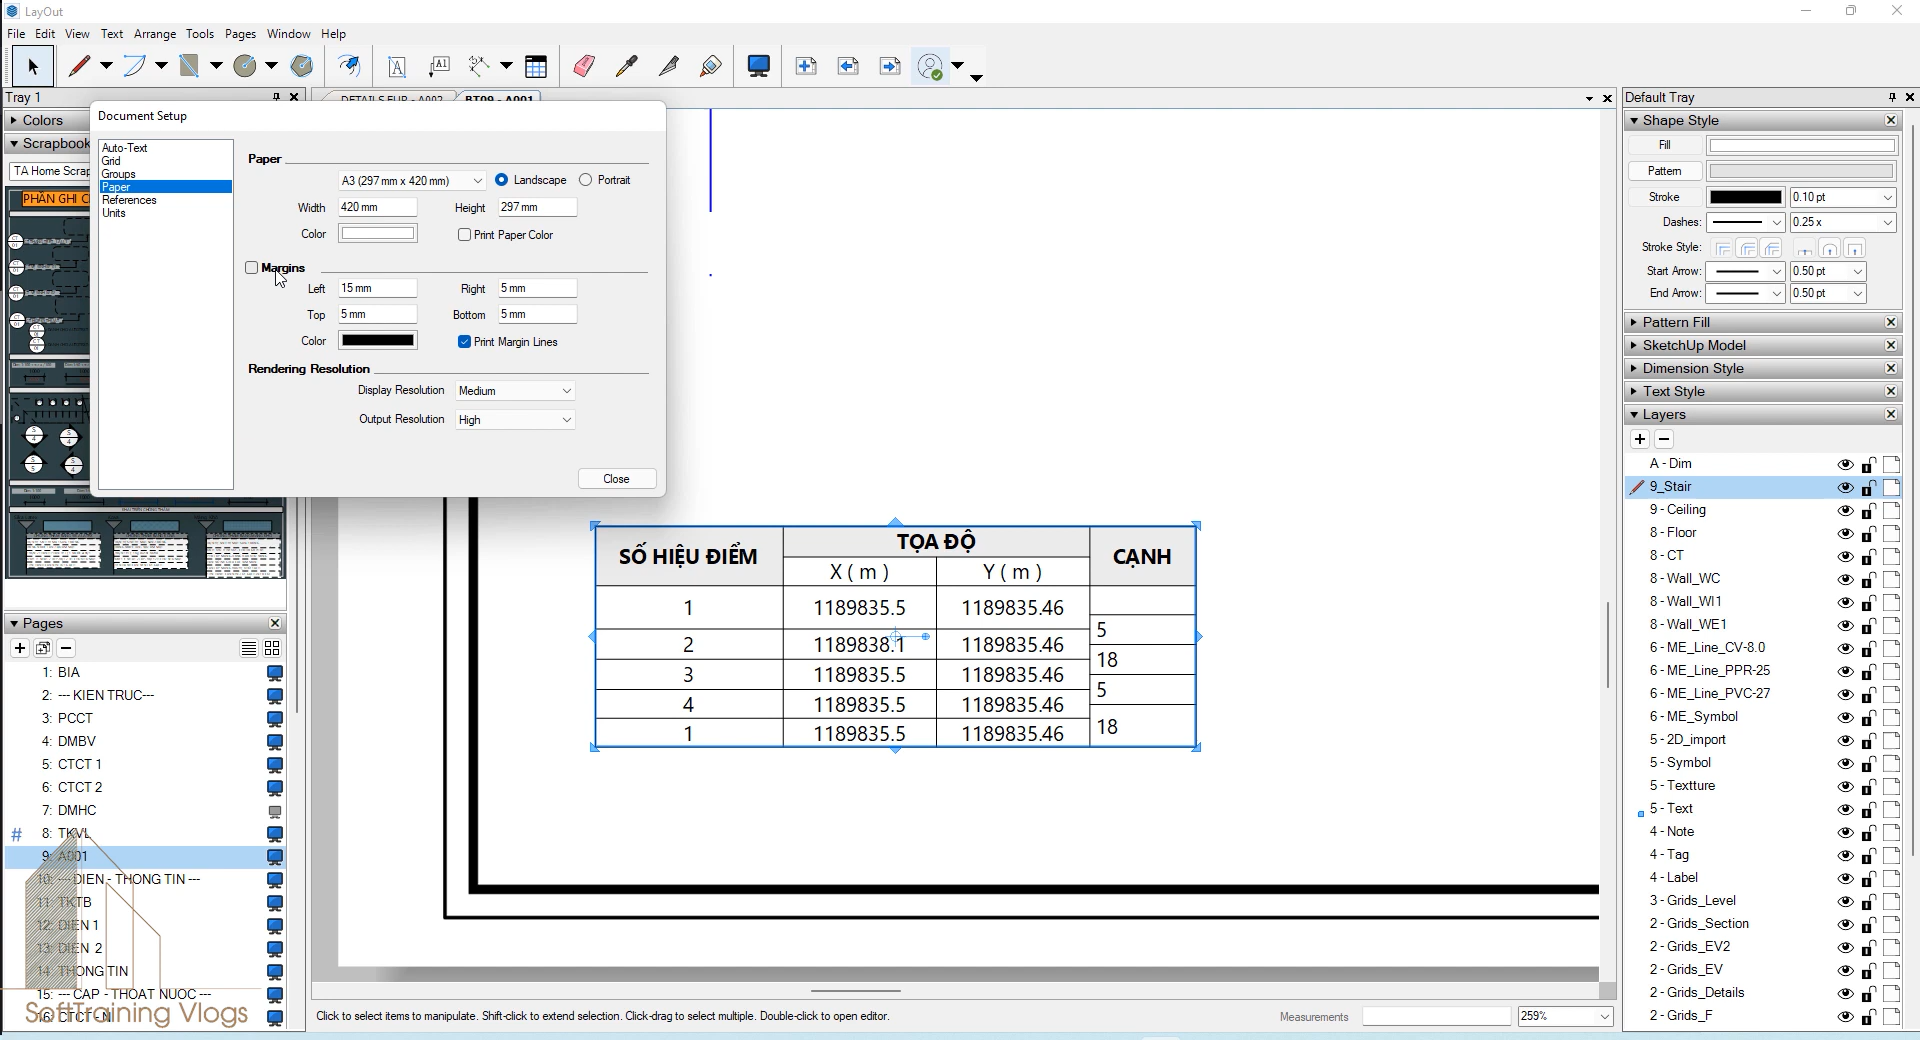 LayOut
File Edit View Text Arrange Tools Pages Window Help
Tray 1
DETAILS EUR - A002
BT09 - A001
Default Tray
Colors
Scrapbook
TA Home Scrap
PHẦN GHI C
Document Setup
Auto-Text
Grid
Groups
Paper
References
Units
Paper
A3 (297 mm x 420 mm) Landscape Portrait
Width 420 mm Height 297 mm
Color Print Paper Color
Margins
Left 15 mm Right 5 mm
Top 5 mm Bottom 5 mm
Color Print Margin Lines
Rendering Resolution
Display Resolution Medium
Output Resolution High
Close
SỐ HIỆU ĐIỂM TỌA ĐỘ CẠNH
X ( m ) Y ( m )
1 1189835.5 1189835.46
5
2 1189838.1 1189835.46
18
3 1189835.5 1189835.46
5
4 1189835.5 1189835.46
18
1 1189835.5 1189835.46
Pages
1: BIA
2: --- KIEN TRUC---
3: PCCT
4: DMBV
5: CTCT 1
6: CTCT 2
7: DMHC
# 8: TKVL
9: A001
10: --- DIEN - THONG TIN ---
11: TKTB
12: DIEN 1
13: DIEN 2
14: THONG TIN
15: --- CAP - THOAT NUOC ---
16: CTCT - N
SoftTraining Vlogs
Click to select items to manipulate. Shift-click to extend selection. Click-drag to select multiple. Double-click to open editor.
Measurements
259%
Shape Style
Fill
Pattern
Stroke 0.10 pt
Dashes: 0.25 x
Stroke Style:
Start Arrow: 0.50 pt
End Arrow: 0.50 pt
Pattern Fill
SketchUp Model
Dimension Style
Text Style
Layers
A - Dim
9_Stair
9 - Ceiling
8 - Floor
8 - CT
8 - Wall_WC
8 - Wall_WI1
8 - Wall_WE1
6 - ME_Line_CV-8.0
6 - ME_Line_PPR-25
6 - ME_Line_PVC-27
6 - ME_Symbol
5 - 2D_import
5 - Symbol
5 - Textture
5 - Text
4 - Note
4 - Tag
4 - Label
3 - Grids_Level
2 - Grids_Section
2 - Grids_EV2
2 - Grids_EV
2 - Grids_Details
2 - Grids_F